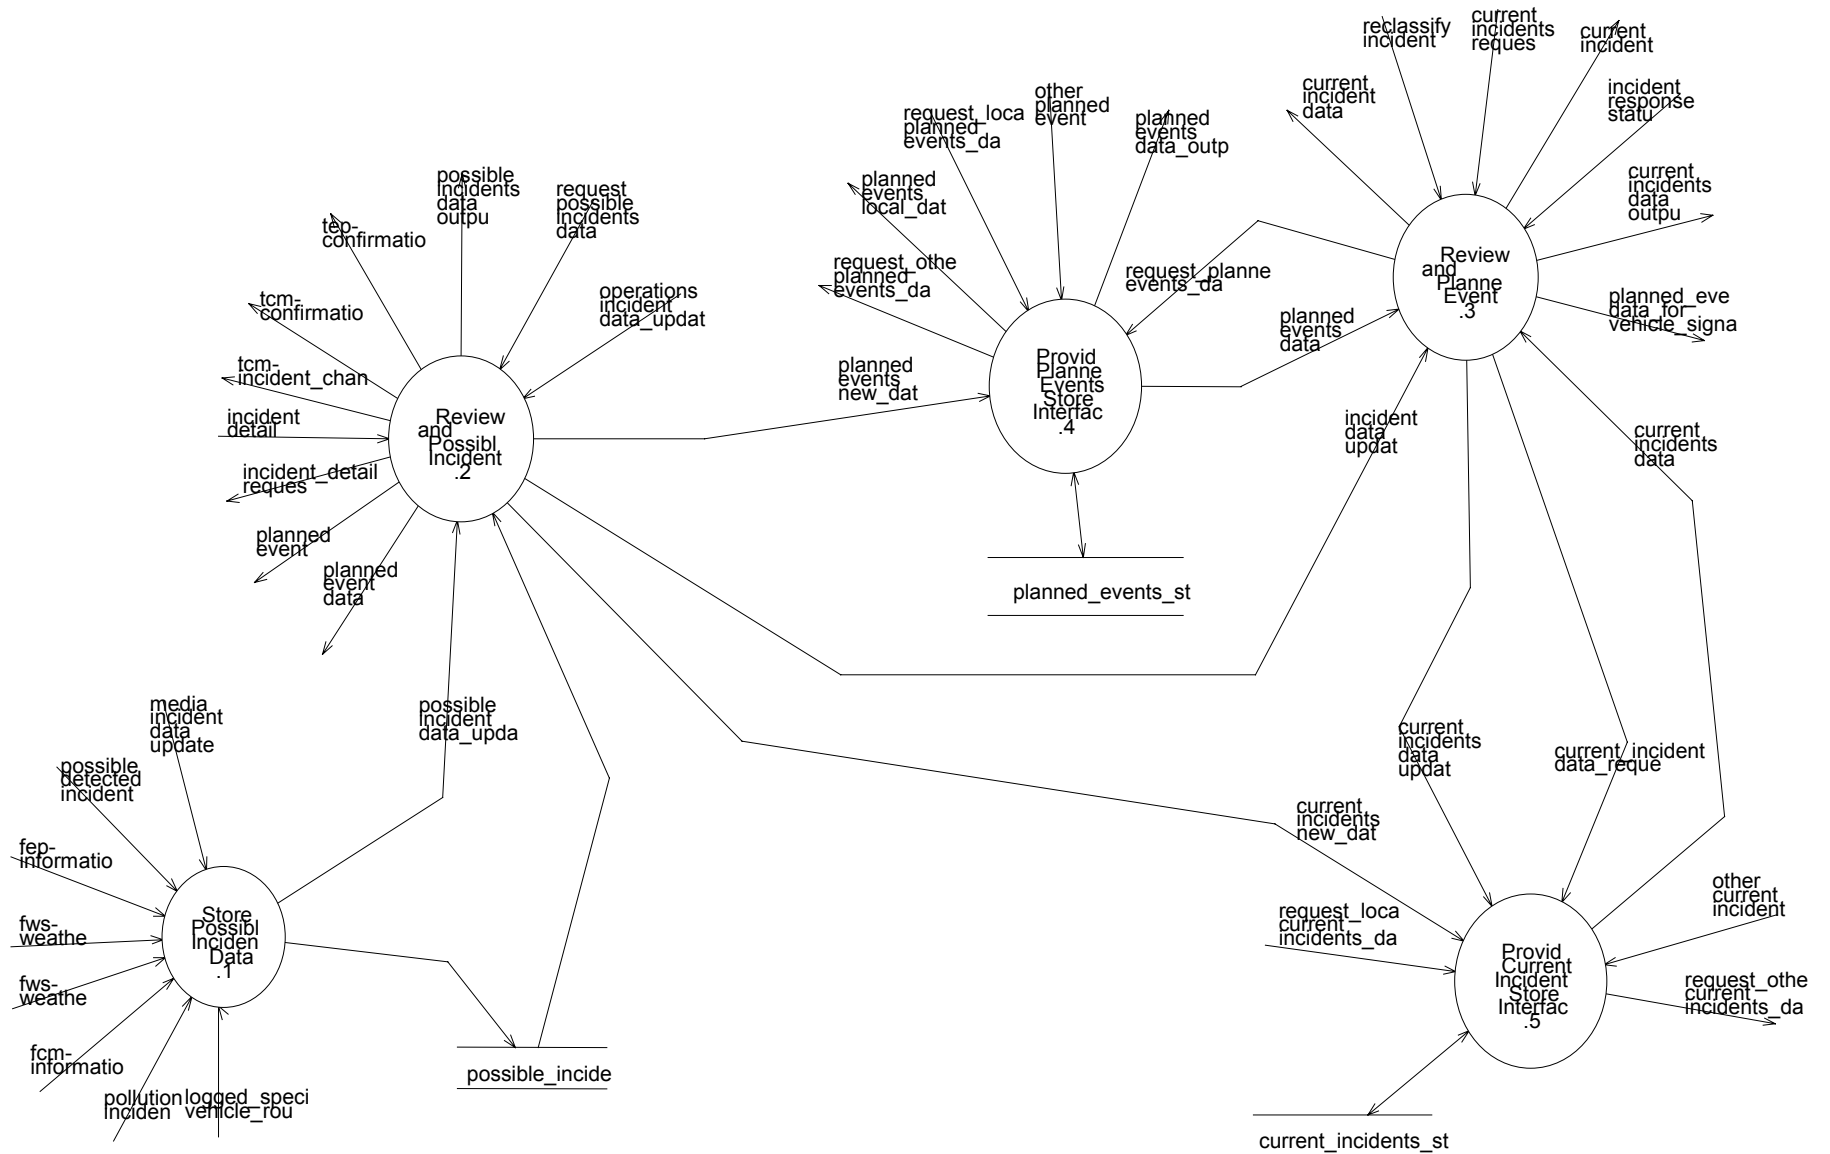 reclassify
incident
current
incidents
reques
current
incident
current
incident
data
incident
response
statu
other
planned
event
request_loca
planned
events_da
planned
events
data_outp
possible
incidents
data
outpu
request
possible
incidents
data
planned
events
local_dat
current
incidents
data
outpu
tep-
confirmatio
request_othe
planned
events_da
request_planne
events_da
Review
and
Planne
Event
.3
operations
incident
data_updat
tcm-
confirmatio
planned_eve
data_for
vehicle_signa
planned
events
data
tcm-
incident_chan
planned
events
new_dat
Provid
Planne
Events
Store
Interfac
.4
incident
detail
Review
and
Possibl
Incident
.2
incident
data
updat
current
incidents
data
incident_detail
reques
planned
event
planned
event
data
planned_events_st
media
incident
data
update
possible
incident
data_upda
current
incidents
data
updat
current_incident
data_reque
possible
detected
incident
current
incidents
new_dat
fep-
informatio
other
current
incident
fws-
weathe
Store
Possibl
Inciden
Data
.1
request_loca
current
incidents_da
Provid
Current
Incident
Store
Interfac
.5
fws-
weathe
request_othe
current
incidents_da
fcm-
informatio
possible_incide
pollution
inciden
logged_speci
vehicle_rou
current_incidents_st